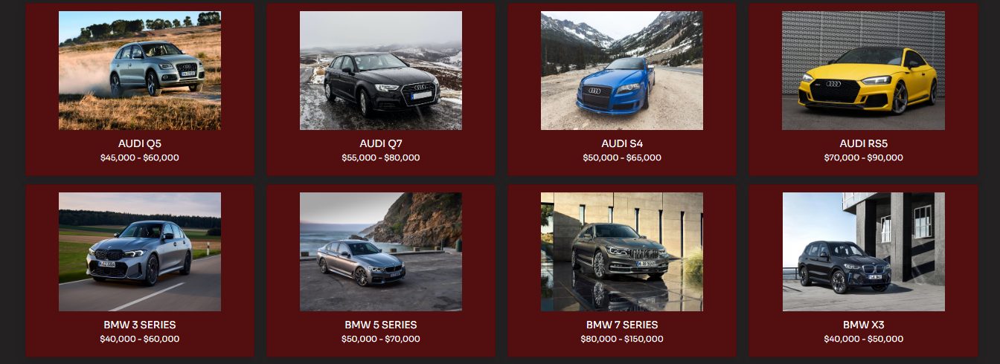 AUDI Q5
$45,000 - $60,000
AUDI Q7
$55,000 - $80,000
AUDI S4
$50,000 - $65,000
AUDI RS5
$70,000 - $90,000
BMW 3 SERIES
$40,000 - $60,000
BMW 5 SERIES
$50,000 - $70,000
BMW 7 SERIES
$80,000 - $150,000
BMW X3
$40,000 - $50,000